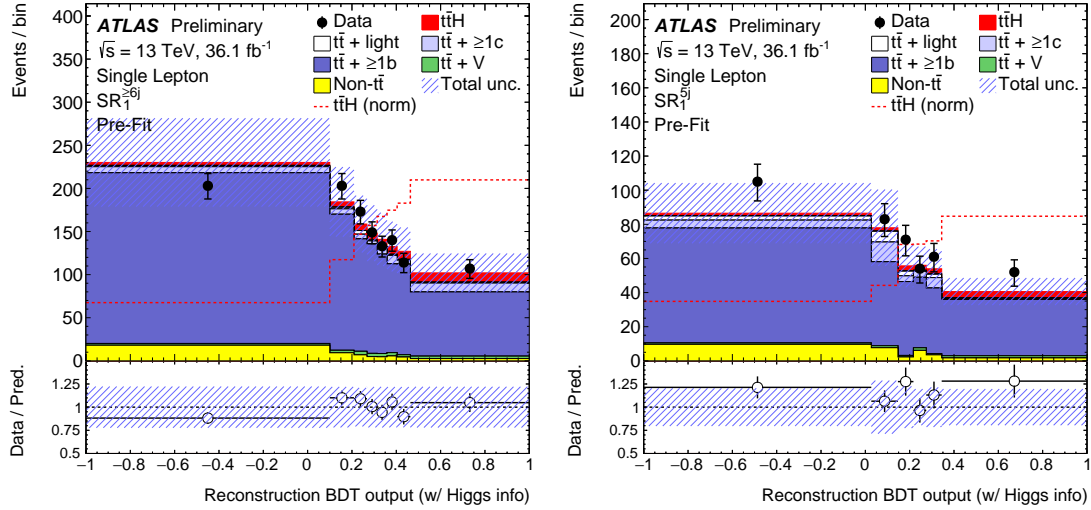 Events / bin
400
350
300
250
200
150
100
50
0
ATLAS Preliminary
√s = 13 TeV, 36.1 fb⁻¹
Single Lepton
SR₁^≥6j
Pre-Fit
Data
tt̄H
tt̄ + light
tt̄ + ≥1c
tt̄ + ≥1b
tt̄ + V
Non-tt̄
Total unc.
tt̄H (norm)
Data / Pred.
1.25
1
0.75
0.5
−1 −0.8 −0.6 −0.4 −0.2 0 0.2 0.4 0.6 0.8 1
Reconstruction BDT output (w/ Higgs info)
Events / bin
200
180
160
140
120
100
80
60
40
20
0
ATLAS Preliminary
√s = 13 TeV, 36.1 fb⁻¹
Single Lepton
SR₁^5j
Pre-Fit
Data
tt̄H
tt̄ + light
tt̄ + ≥1c
tt̄ + ≥1b
tt̄ + V
Non-tt̄
Total unc.
tt̄H (norm)
Data / Pred.
1.25
1
0.75
0.5
−1 −0.8 −0.6 −0.4 −0.2 0 0.2 0.4 0.6 0.8 1
Reconstruction BDT output (w/ Higgs info)